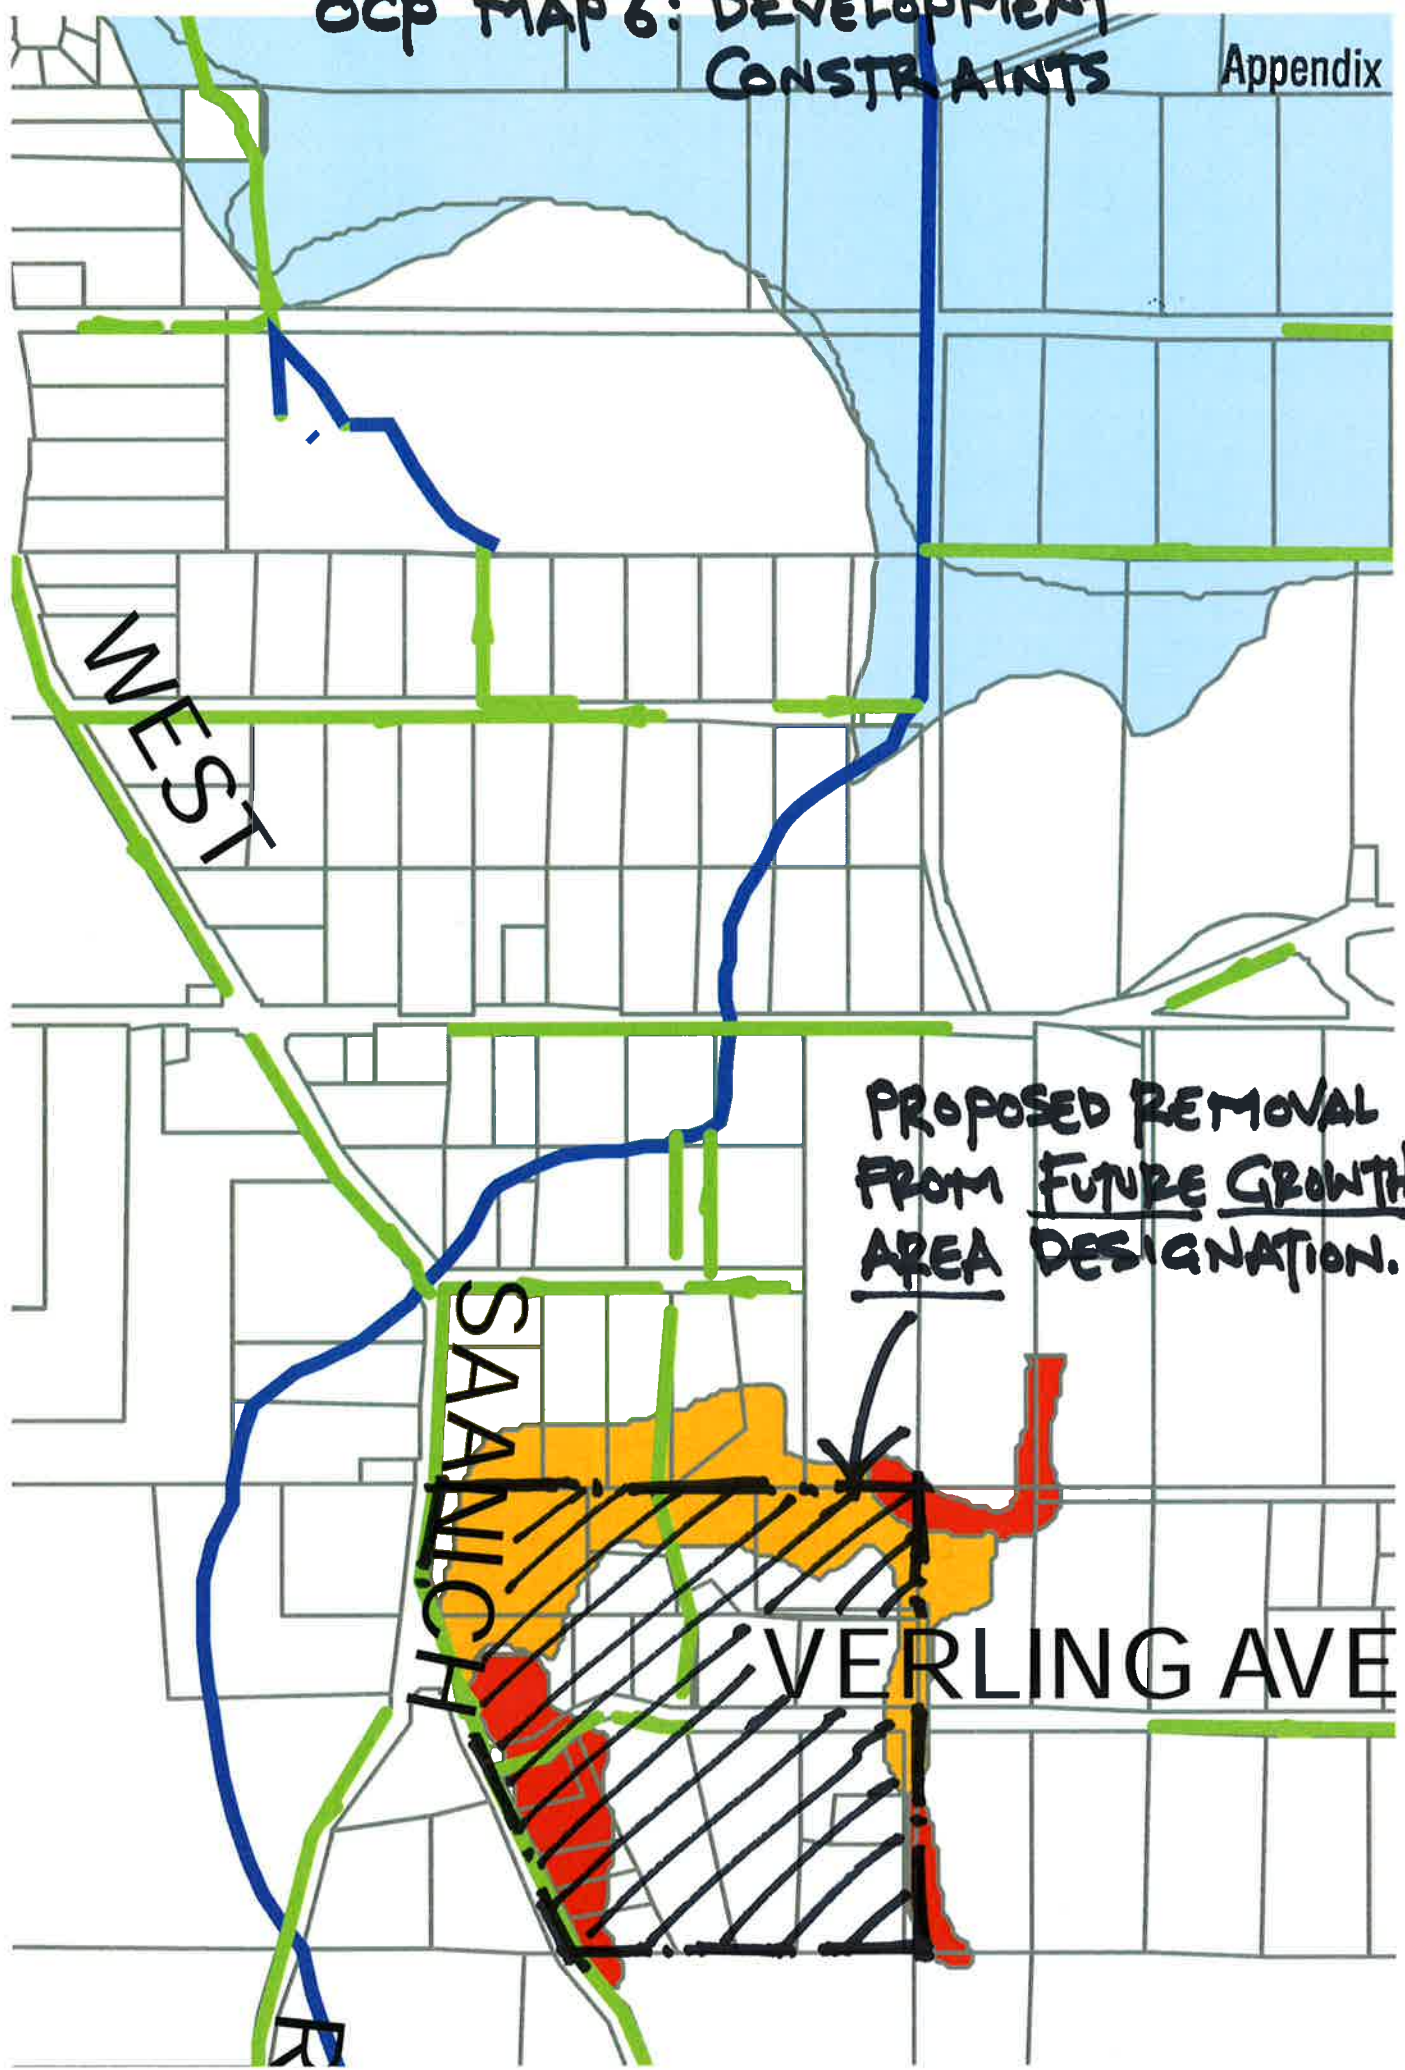 OCP MAP 6: DEVELOPMENT
CONSTRAINTS
Appendix
WEST
PROPOSED REMOVAL
FROM FUTURE GROWTH
AREA DESIGNATION.
SAANICH
VERLING AVE
R